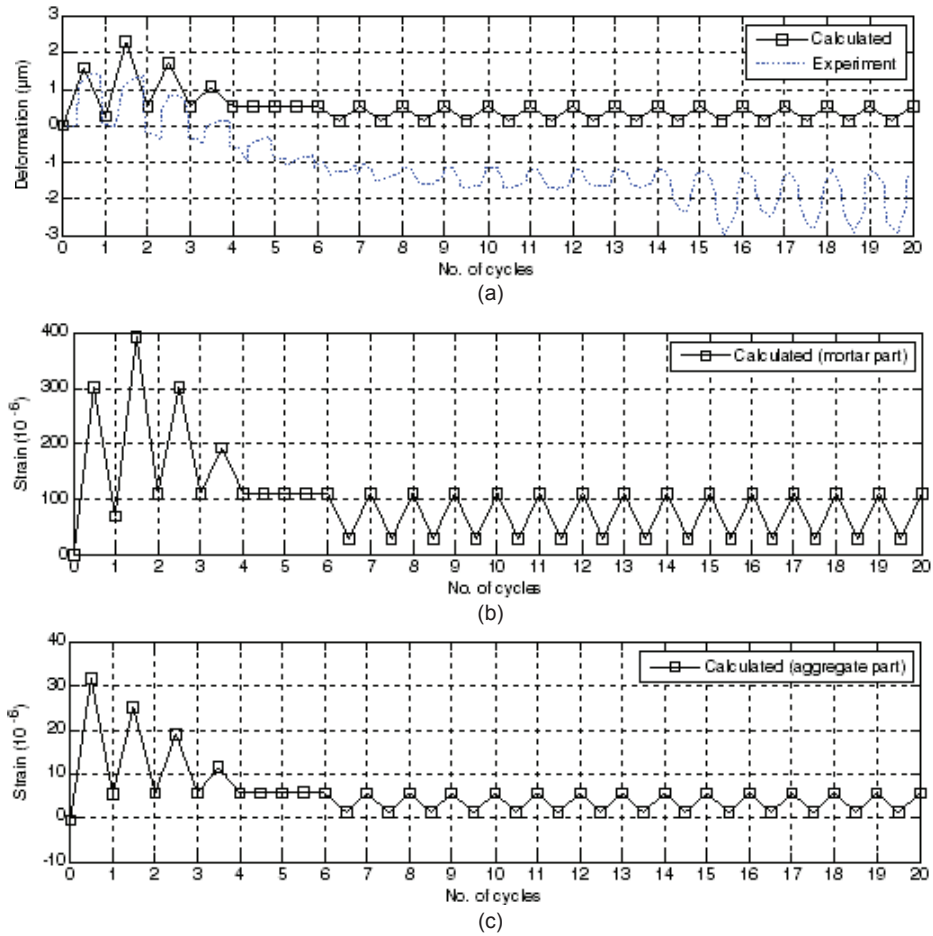 3
2
1
0
-1
-2
-3
Deformation (μm)
Calculated
Experiment
0 1 2 3 4 5 6 7 8 9 10 11 12 13 14 15 16 17 18 19 20
No. of cycles
(a)
400
300
200
100
0
Strain (10 -6)
Calculated (mortar part)
0 1 2 3 4 5 6 7 8 9 10 11 12 13 14 15 16 17 18 19 20
No. of cycles
(b)
40
30
20
10
0
-10
Strain (10 -6)
Calculated (aggregate part)
0 1 2 3 4 5 6 7 8 9 10 11 12 13 14 15 16 17 18 19 20
No. of cycles
(c)